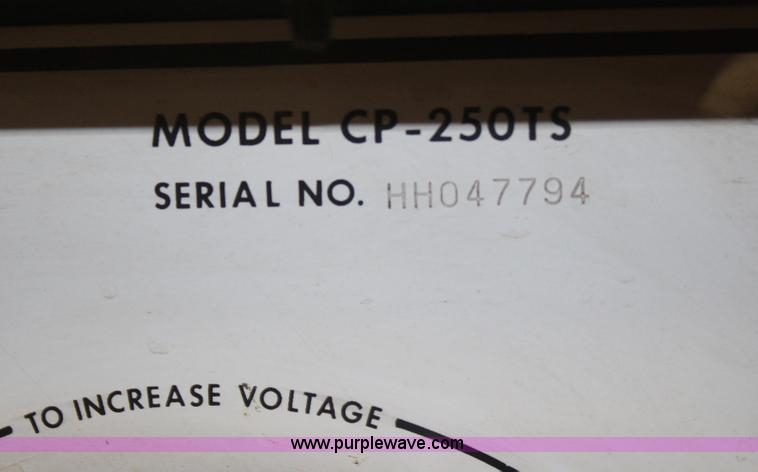 MODEL CP-250TS
SERIAL NO. HH047794
TO INCREASE VOLTAGE
www.purplewave.com